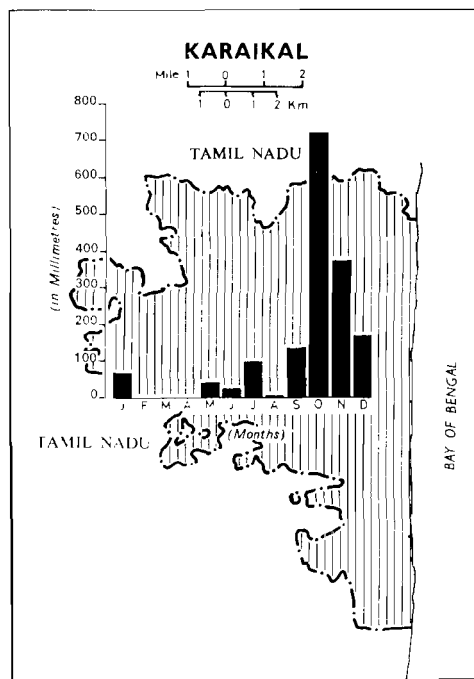 KARAIKAL
Mile 1 0 1 2
1 0 1 2 Km
TAMIL NADU
800
700
600
500
400
300
200
100
0
(in Millimetres)
J F M A M J J A S O N D
(Months)
TAMIL NADU
BAY OF BENGAL